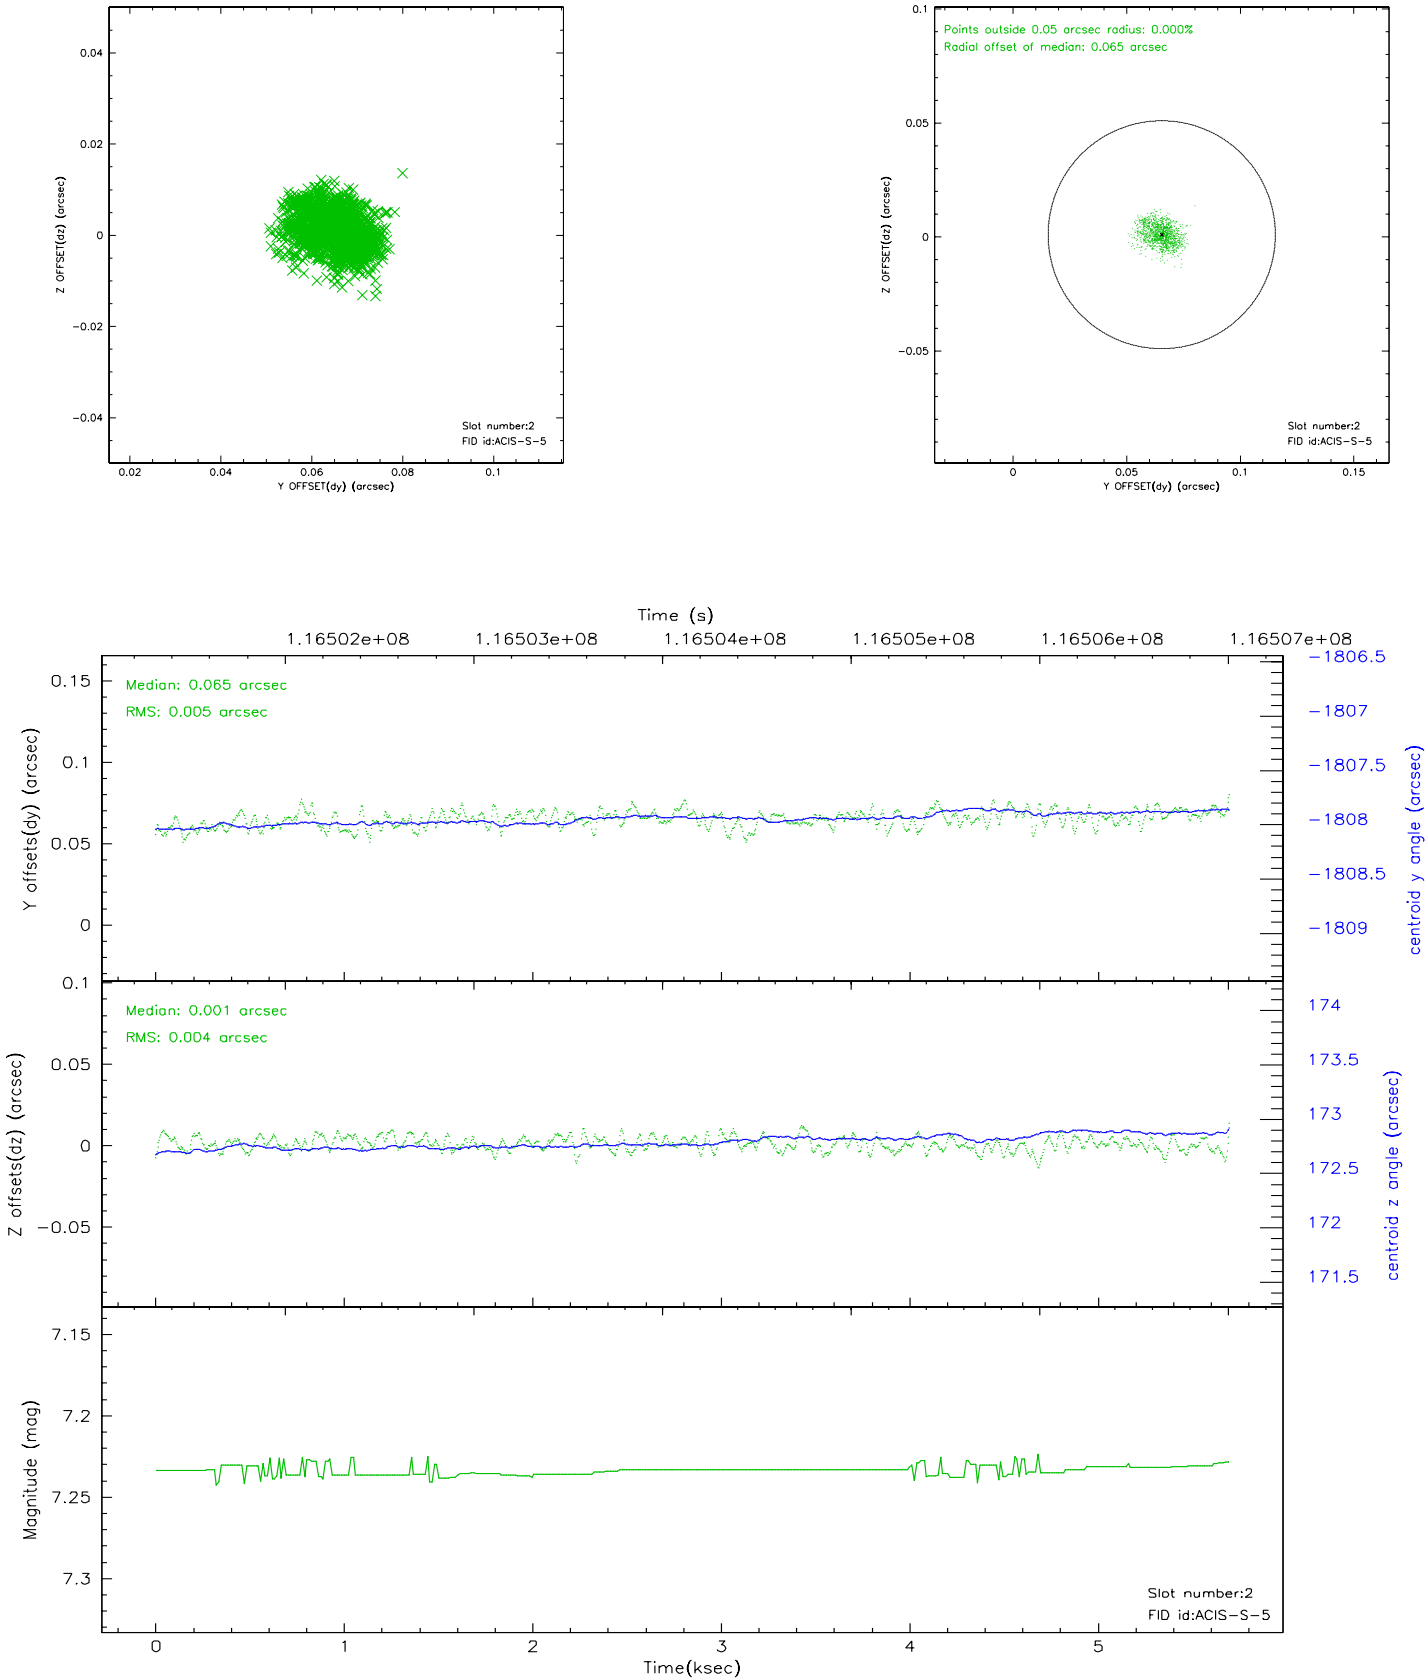 0.04
0.02
0
−0.02
−0.04
Z OFFSET(dz) (arcsec)
Slot number:2
FID id:ACIS−S−5
0.02 0.04 0.06 0.08 0.1
Y OFFSET(dy) (arcsec)
Points outside 0.05 arcsec radius: 0.000%
Radial offset of median: 0.065 arcsec
0.1
0.05
0
−0.05
Z OFFSET(dz) (arcsec)
Slot number:2
FID id:ACIS−S−5
0 0.05 0.1 0.15
Y OFFSET(dy) (arcsec)
Time (s)
1.16502e+08 1.16503e+08 1.16504e+08 1.16505e+08 1.16506e+08 1.16507e+08
Median: 0.065 arcsec
RMS: 0.005 arcsec
0.15
0.1
0.05
0
Y offsets(dy) (arcsec)
−1806.5
−1807
−1807.5
−1808
−1808.5
−1809
centroid y angle (arcsec)
Median: 0.001 arcsec
RMS: 0.004 arcsec
0.1
0.05
0
−0.05
Z offsets(dz) (arcsec)
174
173.5
173
172.5
172
171.5
centroid z angle (arcsec)
7.15
7.2
7.25
7.3
Magnitude (mag)
Slot number:2
FID id:ACIS−S−5
0 1 2 3 4 5
Time(ksec)